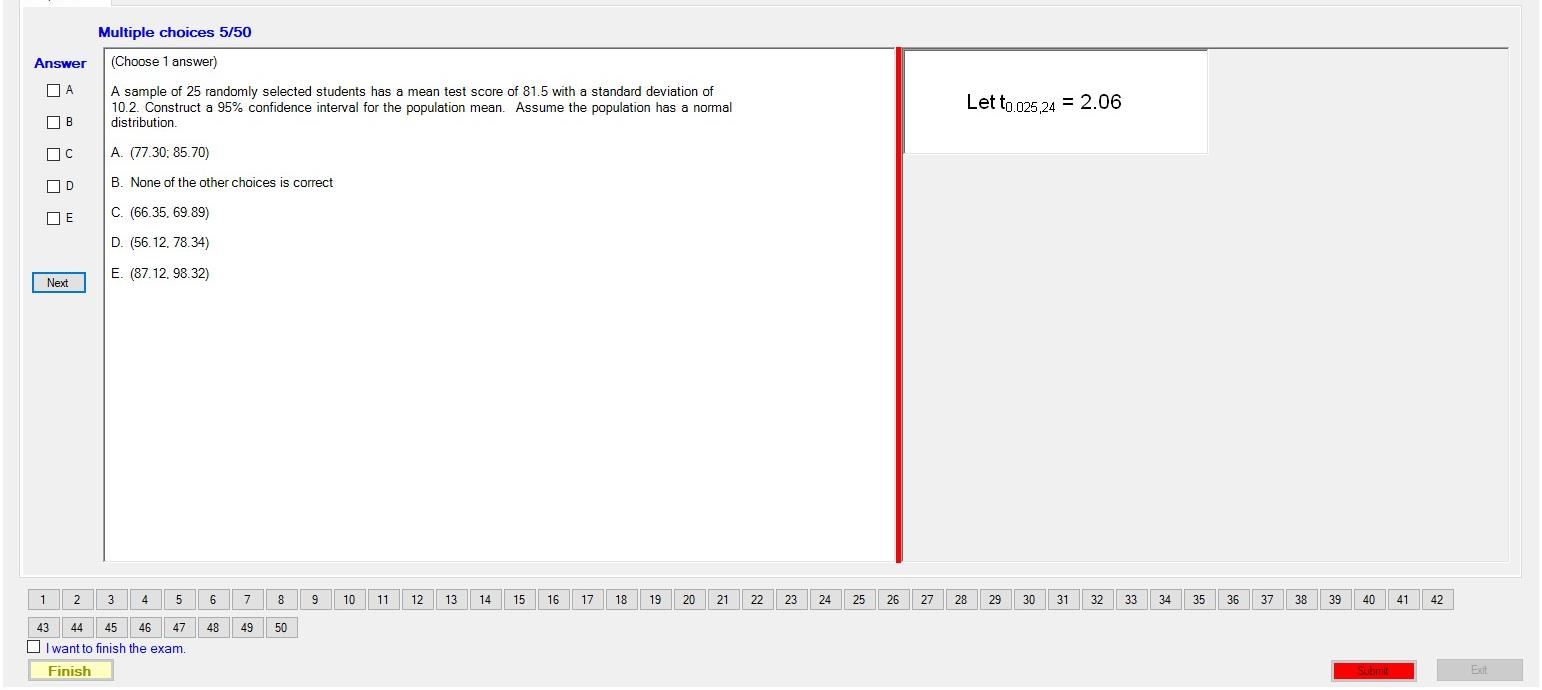 Multiple choices 5/50
Answer
A
B
C
D
E
Next
(Choose 1 answer)
A sample of 25 randomly selected students has a mean test score of 81.5 with a standard deviation of
10.2. Construct a 95% confidence interval for the population mean. Assume the population has a normal
distribution.
A. (77.30; 85.70)
B. None of the other choices is correct
C. (66.35, 69.89)
D. (56.12, 78.34)
E. (87.12, 98.32)
Let t0.025,24 = 2.06
1 2 3 4 5 6 7 8 9 10 11 12 13 14 15 16 17 18 19 20 21 22 23 24 25 26 27 28 29 30 31 32 33 34 35 36 37 38 39 40 41 42
43 44 45 46 47 48 49 50
I want to finish the exam.
Finish
Submit
Exit